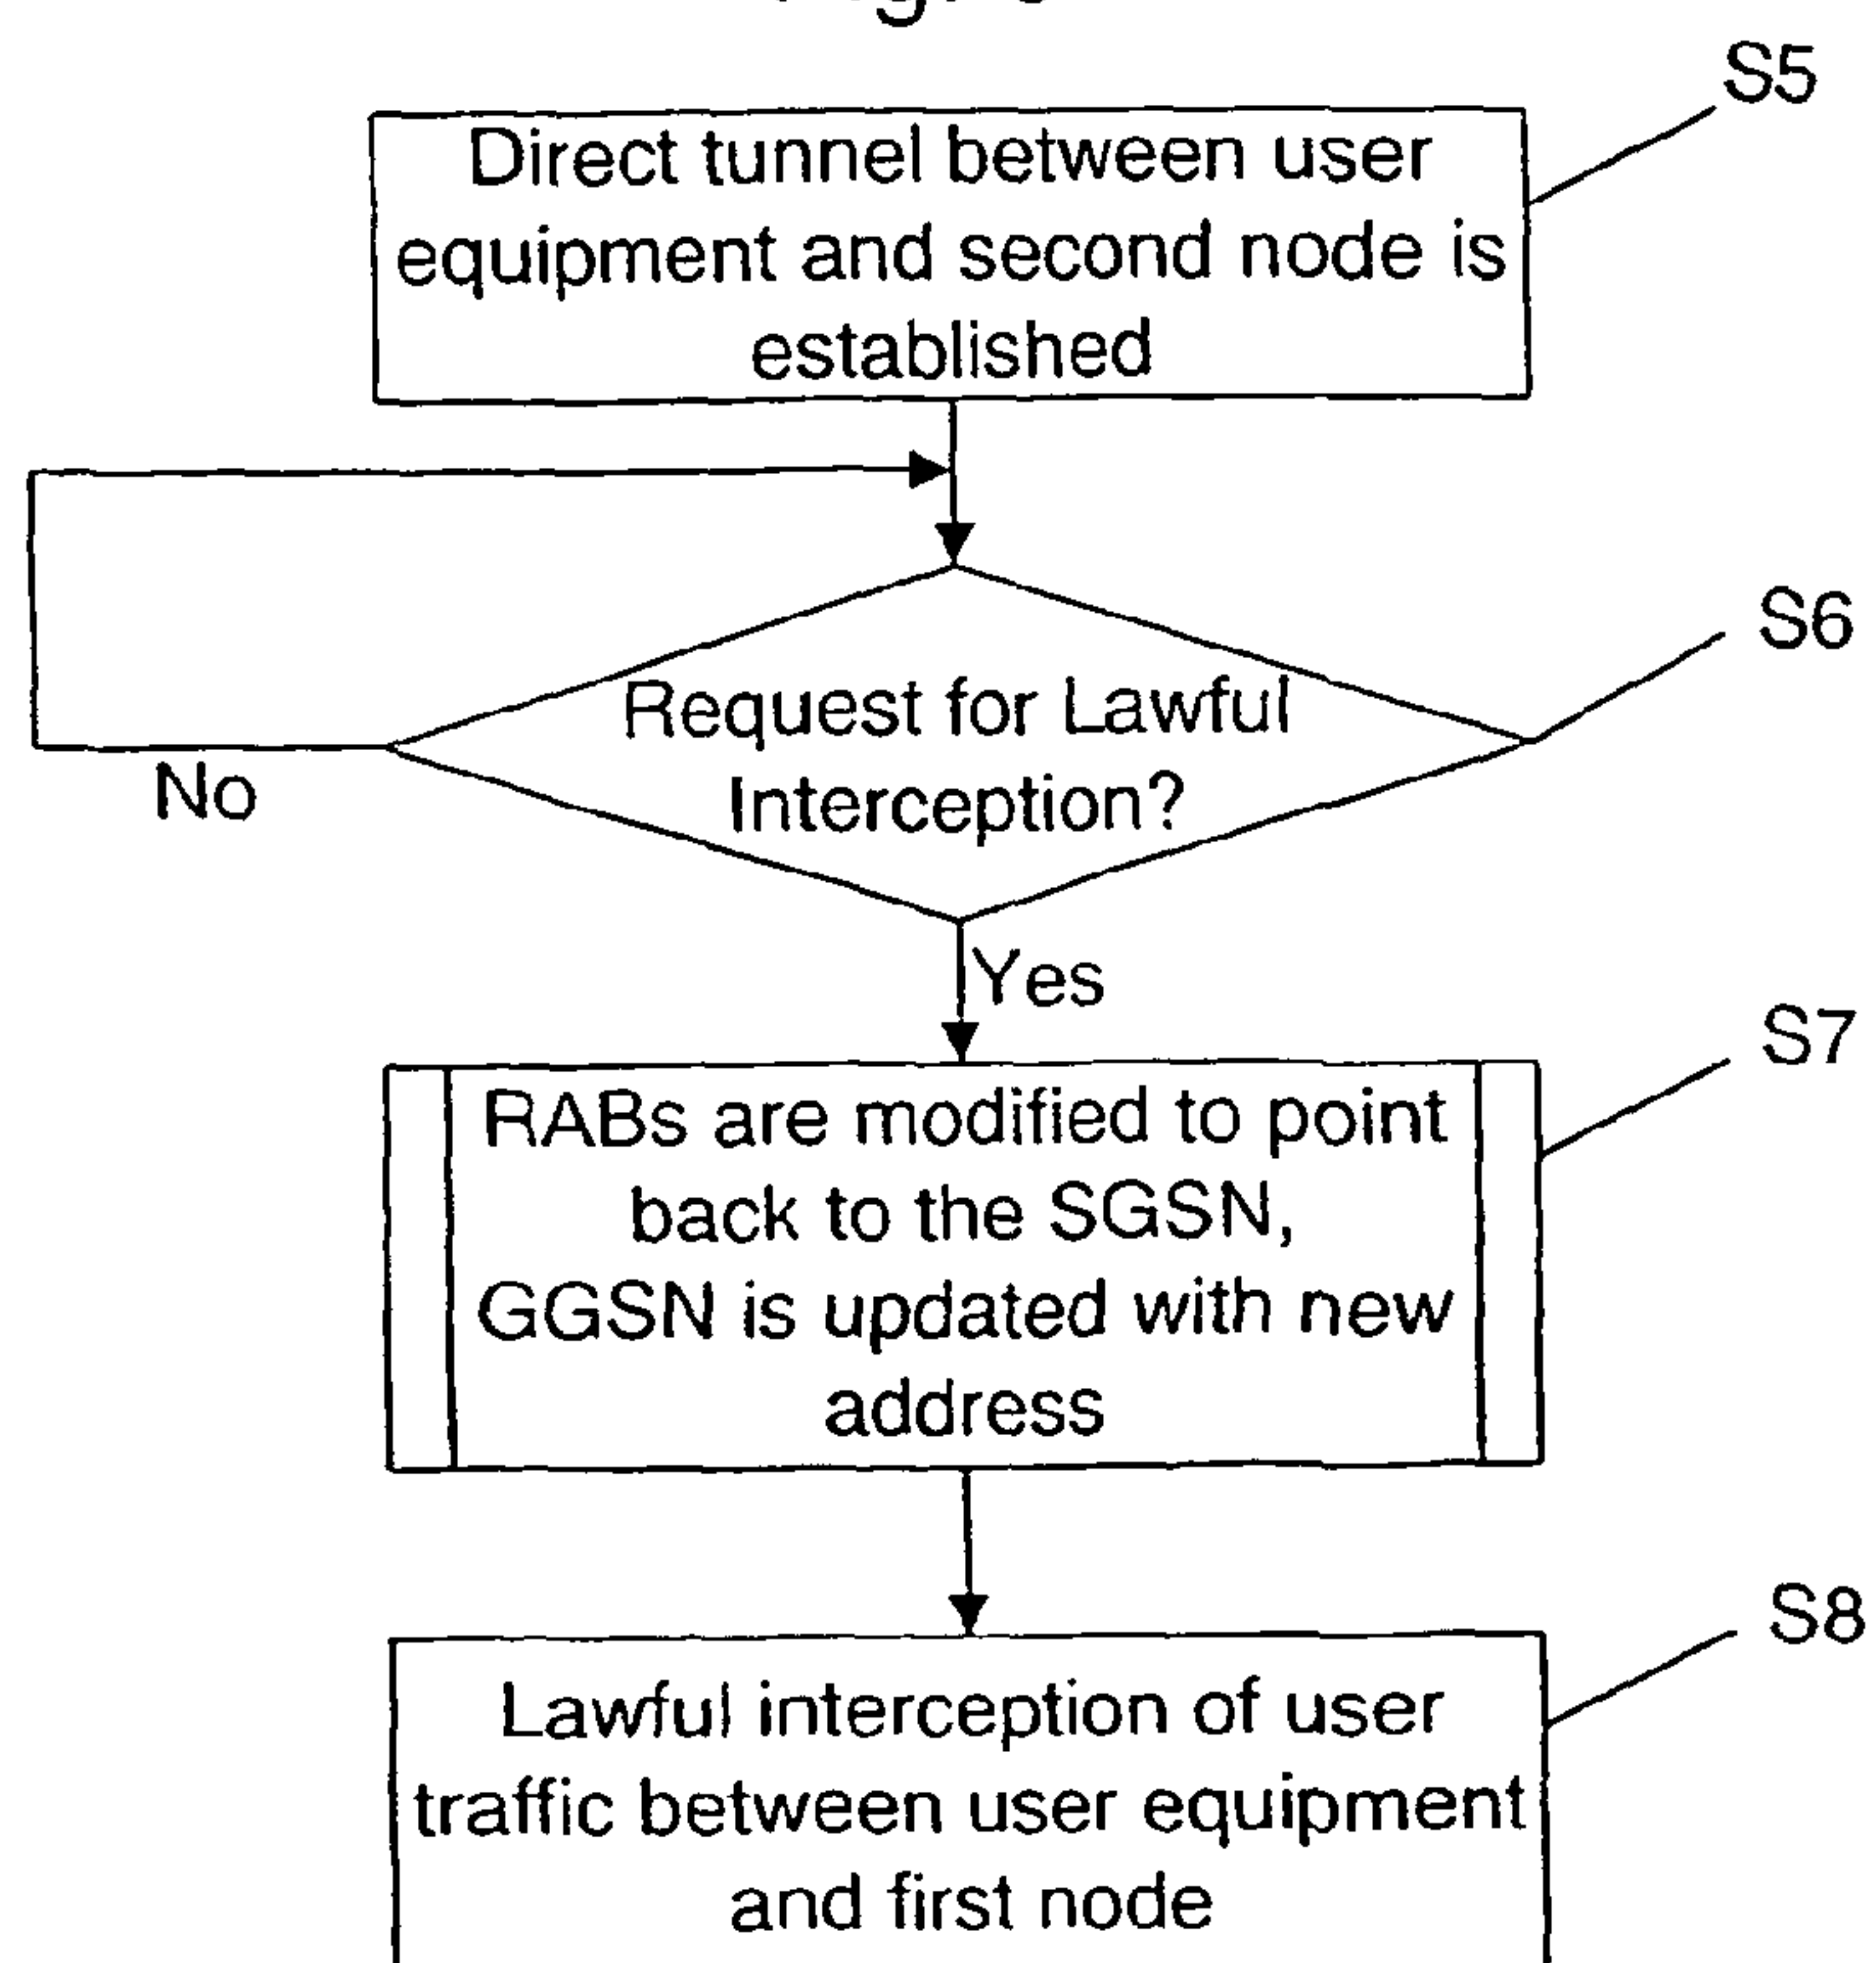 S5
Direct tunnel between user
equipment and second node is
established
S6
Request for Lawful
Interception?
No
Yes
S7
RABs are modified to point
back to the SGSN,
GGSN is updated with new
address
S8
Lawful interception of user
traffic between user equipment
and first node